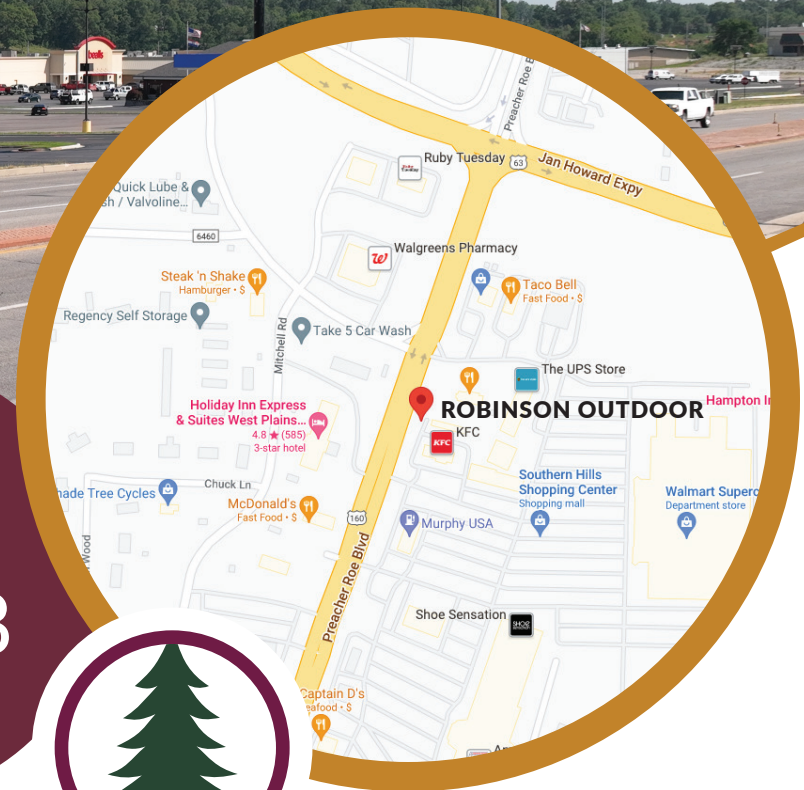 bealls
Preacher Roe B
Ruby Tuesday
63
Jan Howard Expy
Quick Lube &
sh / Valvoline...
6460
Walgreens Pharmacy
Steak 'n Shake
Hamburger • $
Taco Bell
Fast Food • $
Regency Self Storage
Mitchell Rd
Take 5 Car Wash
The UPS Store
Holiday Inn Express
& Suites West Plains...
4.8 ★ (585)
3-star hotel
ROBINSON OUTDOOR
Hampton In
KFC
KFC
Chuck Ln
hade Tree Cycles
McDonald's
Fast Food • $
Southern Hills
Shopping Center
Shopping mall
Walmart Superc
Department store
160
Murphy USA
Preacher Roe Blvd
Wood
Shoe Sensation
SHOE
Captain D's
eafood • $